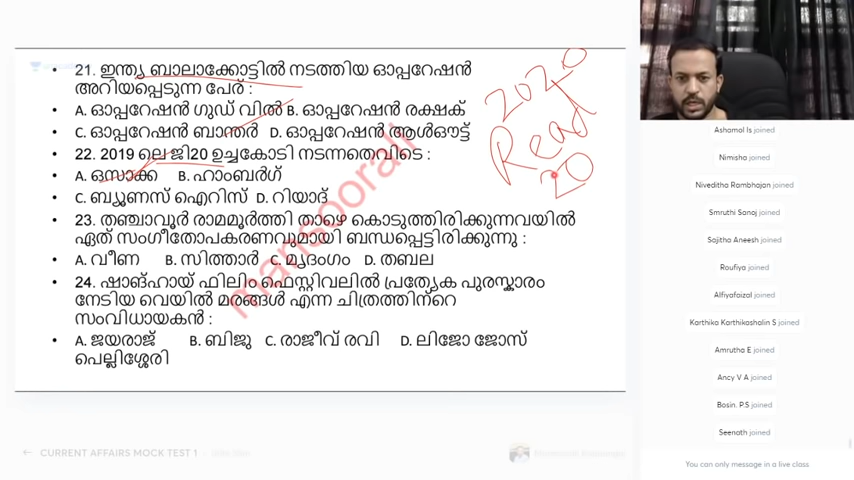 21. ഇന്ത്യ ബാലാക്കോട്ടിൽ നടത്തിയ ഓപ്പറേഷൻ
അറിയപ്പെടുന്ന പേര് :
A. ഓപ്പറേഷൻ ഗുഡ് വിൽ B. ഓപ്പറേഷൻ രക്ഷക്
C. ഓപ്പറേഷൻ ബാന്ദർ D. ഓപ്പറേഷൻ ആൾഔട്ട്
22. 2019 ലെ ജി20 ഉച്ചകോടി നടന്നതെവിടെ :
A. ഒസാക്ക B. ഹാംബർഗ്
C. ബ്യൂണസ് ഐറിസ് D. റിയാദ്
23. തഞ്ചാവൂർ രാമമൂർത്തി താഴെ കൊടുത്തിരിക്കുന്നവയിൽ
ഏത് സംഗീതോപകരണവുമായി ബന്ധപ്പെട്ടിരിക്കുന്നു :
A. വീണ B. സിത്താർ C. മൃദംഗം D. തബല
24. ഷാങ്ഹായ് ഫിലിം ഫെസ്റ്റിവലിൽ പ്രത്യേക പുരസ്കാരം
നേടിയ വെയിൽ മരങ്ങൾ എന്ന ചിത്രത്തിന്റെ
സംവിധായകൻ :
A. ജയരാജ് B. ബിജു C. രാജീവ് രവി D. ലിജോ ജോസ്
പെല്ലിശ്ശേരി
2020
Read
20
mansoorali
CURRENT AFFAIRS MOCK TEST 1
Ashamol Is joined
Nimisha joined
Niveditha Rambhajan joined
Smruthi Sanoj joined
Sajitha Aneesh joined
Roufiya joined
Alfiyafaizal joined
Karthika Karthikashalin S joined
Amrutha E joined
Ancy V A joined
Bosin. P.S joined
Seenath joined
You can only message in a live class